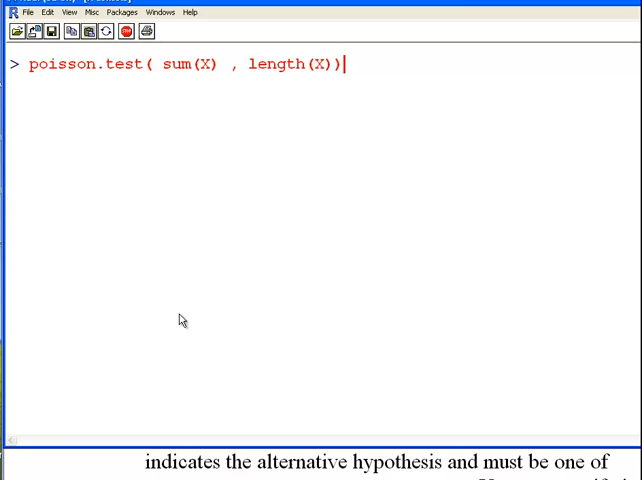 File Edit View Misc Packages Windows Help
STOP
> poisson.test( sum(X) , length(X))
indicates the alternative hypothesis and must be one of